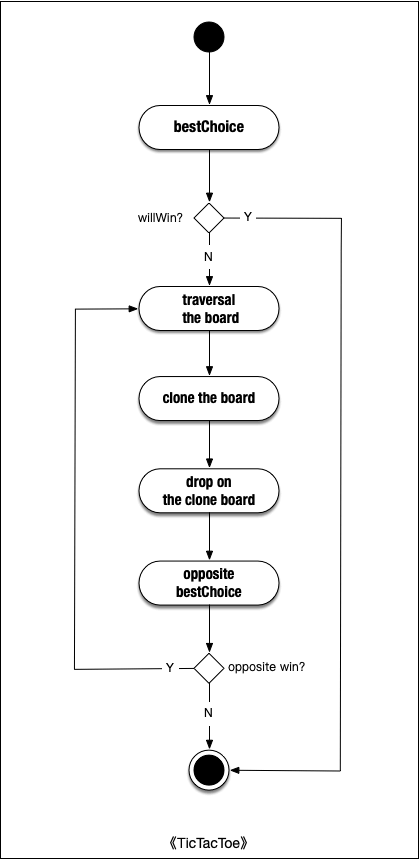 bestChoice
willWin?
Y
N
traversal
the board
clone the board
drop on
the clone board
opposite
bestChoice
Y
opposite win?
N
《TicTacToe》